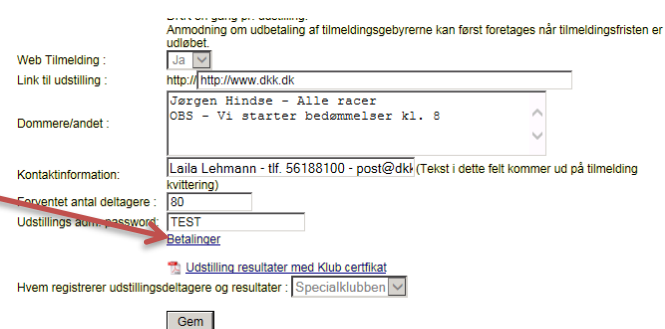 Anmodning om udbetaling af tilmeldingsgebyrerne kan først foretages når tilmeldingsfristen er
udløbet.
Web Tilmelding : Ja
Link til udstilling : http:// http://www.dkk.dk
Jørgen Hindse - Alle racer
OBS - Vi starter bedømmelser kl. 8
Dommere/andet :
Kontaktinformation: Laila Lehmann - tlf. 56188100 - post@dkk (Tekst i dette felt kommer ud på tilmelding
kvittering)
Forventet antal deltagere : 80
Udstillings adm. password: TEST
Betalinger
Udstilling resultater med Klub certfikat
Hvem registrerer udstillingsdeltagere og resultater : Specialklubben
Gem